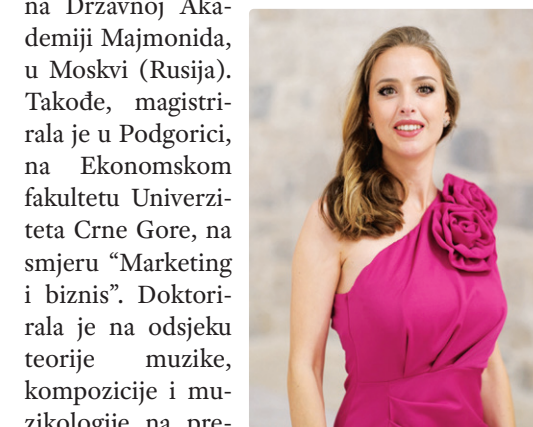 na Državnoj Aka-
demiji Majmonida,
u Moskvi (Rusija).
Takođe, magistri-
rala je u Podgorici,
na Ekonomskom
fakultetu Univerzi-
teta Crne Gore, na
smjeru “Marketing
i biznis”. Doktori-
rala je na odsjeku
teorije muzike,
kompozicije i mu-
zikologije na pre-